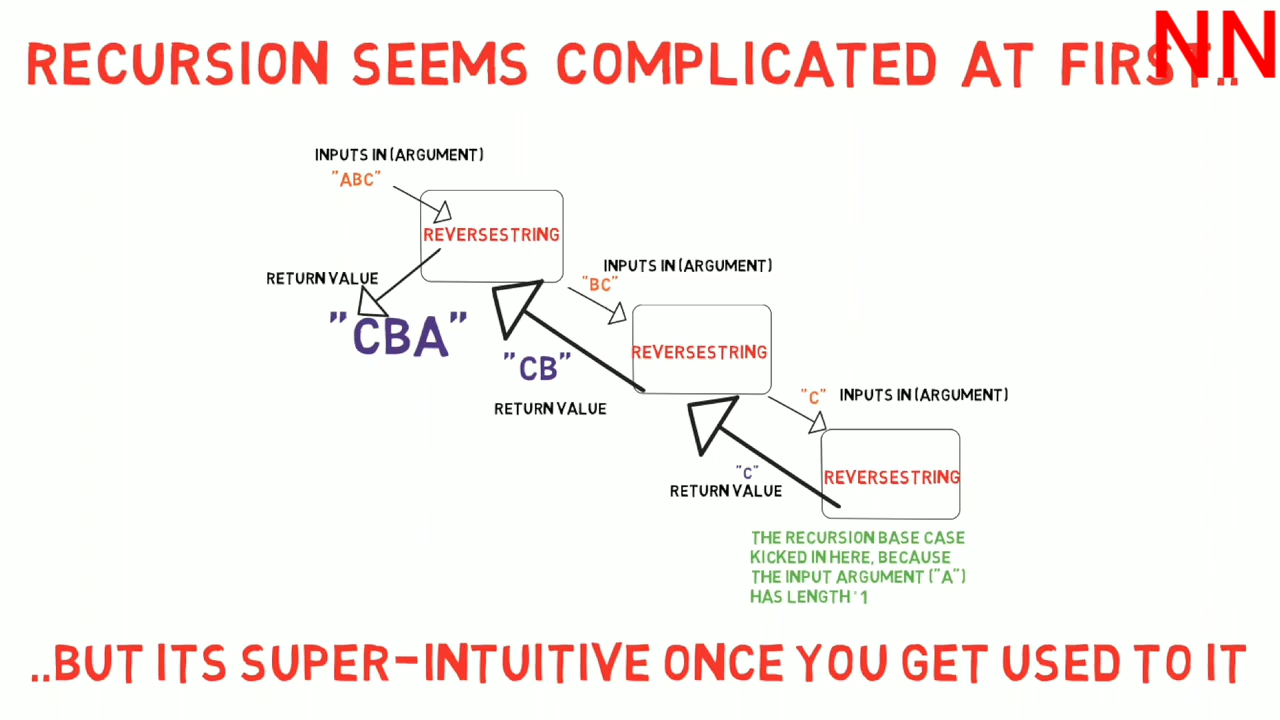 RECURSION SEEMS COMPLICATED AT FIRST..
NN
INPUTS IN (ARGUMENT)
"ABC"
REVERSESTRING
RETURN VALUE
"CBA"
INPUTS IN (ARGUMENT)
"BC"
REVERSESTRING
"CB"
RETURN VALUE
"C" INPUTS IN (ARGUMENT)
REVERSESTRING
"C"
RETURN VALUE
THE RECURSION BASE CASE
KICKED IN HERE, BECAUSE
THE INPUT ARGUMENT ("A")
HAS LENGTH '1
..BUT ITS SUPER-INTUITIVE ONCE YOU GET USED TO IT